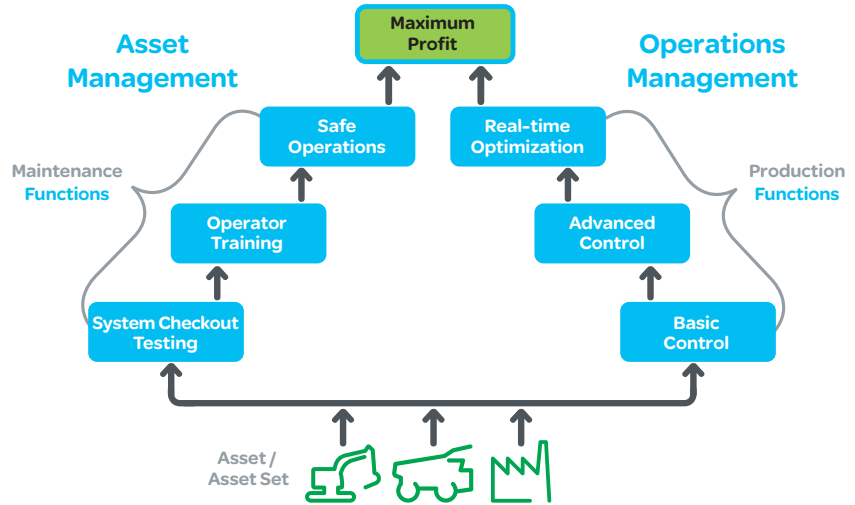 Maximum
Profit
Asset
Management
Operations
Management
Safe
Operations
Real-time
Optimization
Maintenance
Functions
Production
Functions
Operator
Training
Advanced
Control
System Checkout
Testing
Basic
Control
Asset /
Asset Set